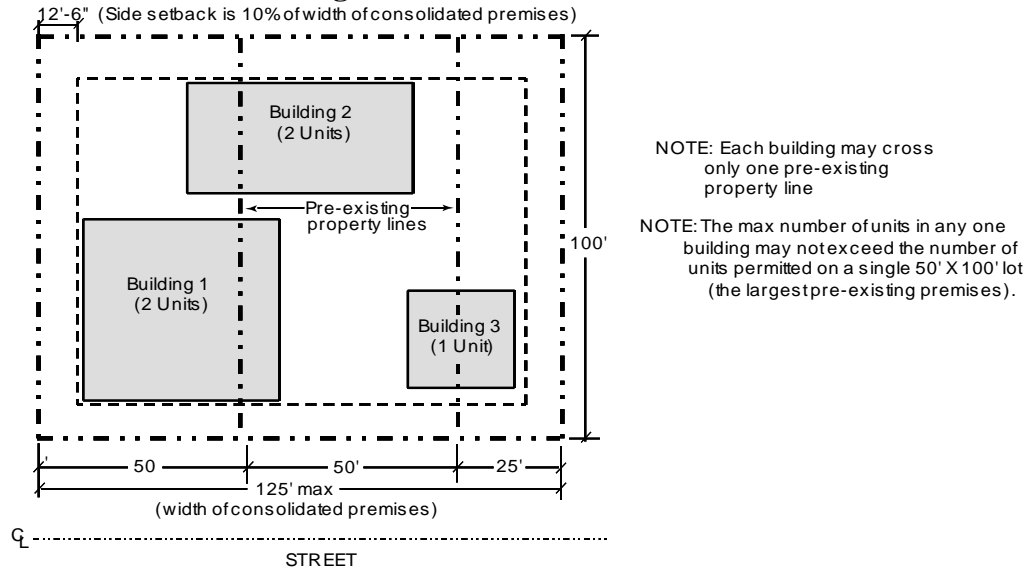 12'-6" (Side setback is 10% of width of consolidated premises)
Building 2
(2 Units)
NOTE: Each building may cross
only one pre-existing
property line
Pre-existing
property lines
NOTE: The max number of units in any one
building may not exceed the number of
units permitted on a single 50' X 100' lot
(the largest pre-existing premises).
100'
Building 1
(2 Units)
Building 3
(1 Unit)
' 50 50' 25'
125' max
(width of consolidated premises)
CL
STREET